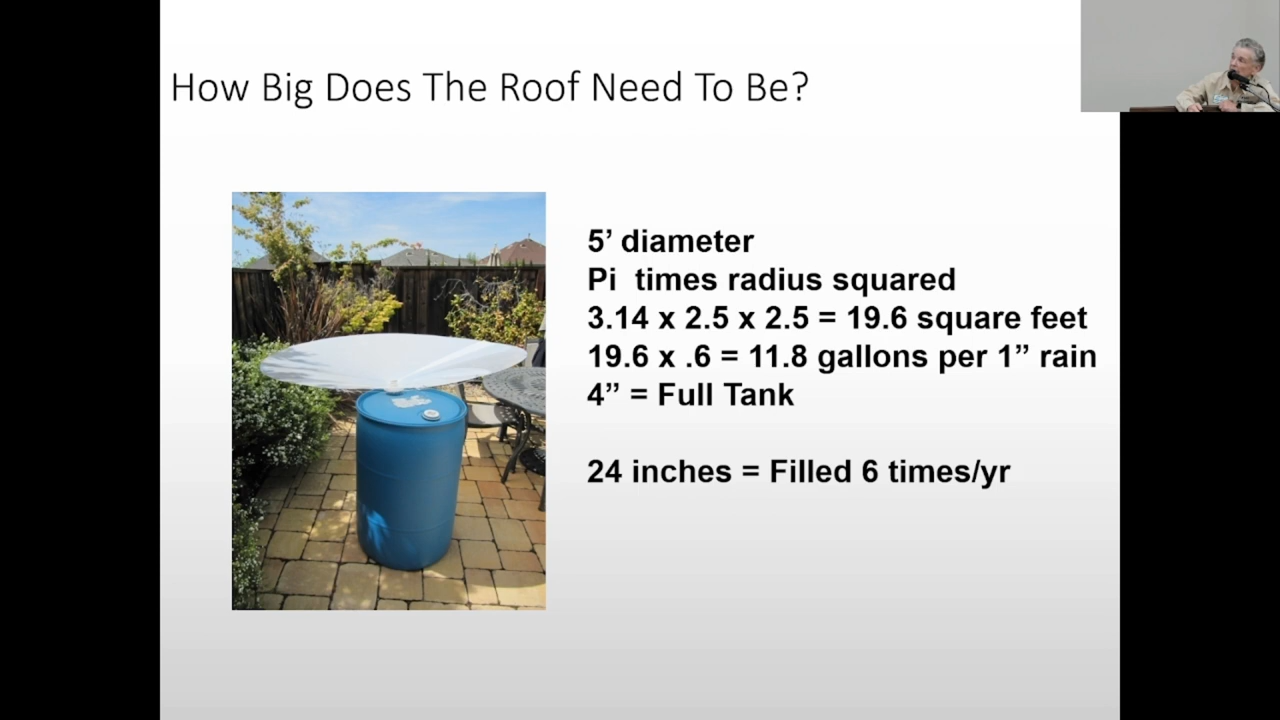 How Big Does The Roof Need To Be?
5’ diameter
Pi times radius squared
3.14 x 2.5 x 2.5 = 19.6 square feet
19.6 x .6 = 11.8 gallons per 1” rain
4” = Full Tank
24 inches = Filled 6 times/yr